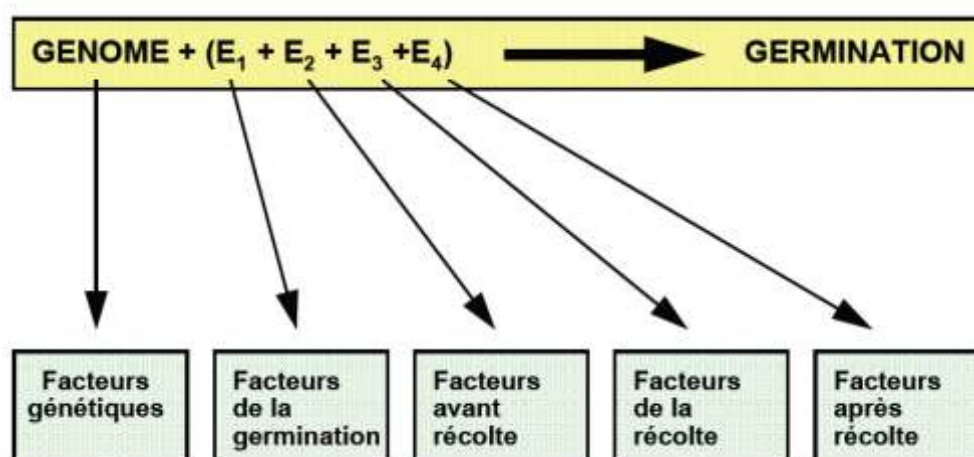 GENOME + (E1 + E2 + E3 +E4) GERMINATION
Facteurs
génétiques
Facteurs
de la
germination
Facteurs
avant
récolte
Facteurs
de la
récolte
Facteurs
après
récolte